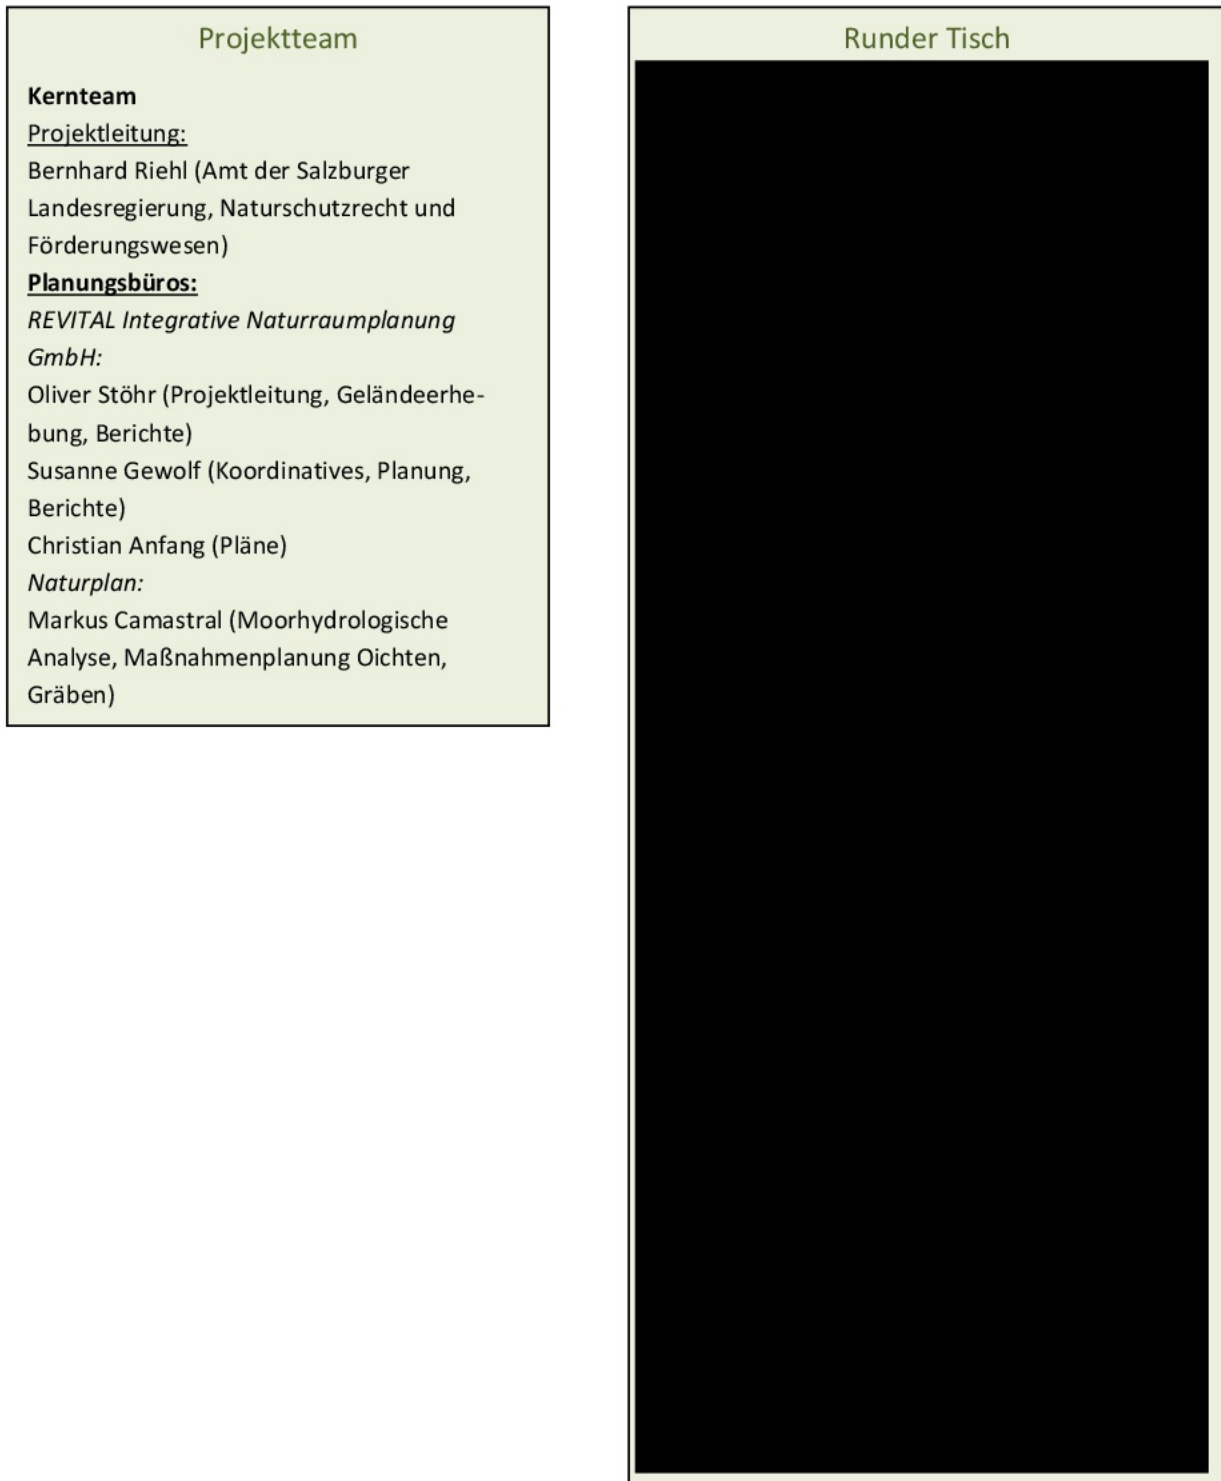 Projektteam
Kernteam
Projektleitung:
Bernhard Riehl (Amt der Salzburger
Landesregierung, Naturschutzrecht und
Förderungswesen)
Planungsbüros:
REVITAL Integrative Naturraumplanung
GmbH:
Oliver Stöhr (Projektleitung, Geländeerhe-
bung, Berichte)
Susanne Gewolf (Koordinatives, Planung,
Berichte)
Christian Anfang (Pläne)
Naturplan:
Markus Camastral (Moorhydrologische
Analyse, Maßnahmenplanung Oichten,
Gräben)
Runder Tisch